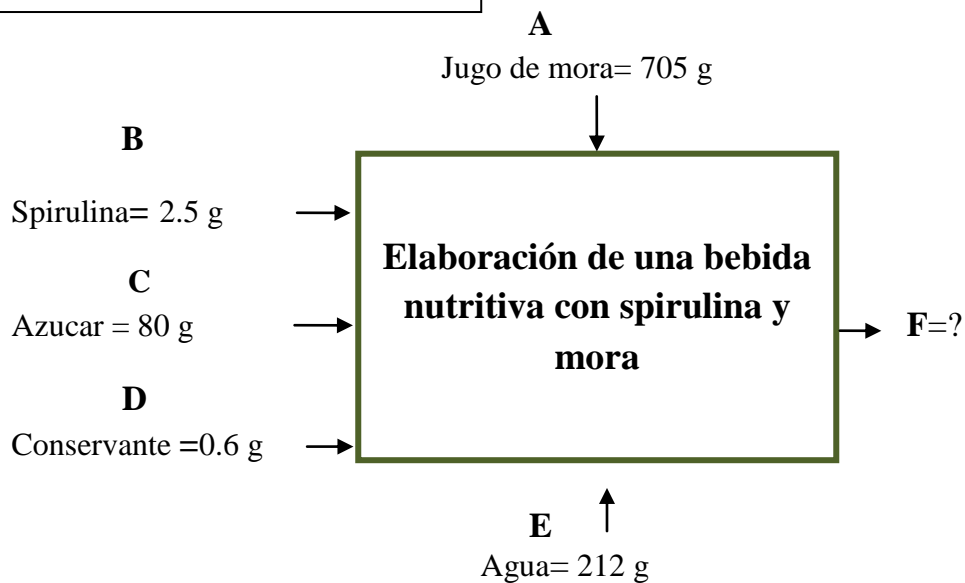 A
Jugo de mora= 705 g
B
Spirulina= 2.5 g
C
Azucar = 80 g
D
Conservante =0.6 g
Elaboración de una bebida
nutritiva con spirulina y
mora
F=?
E
Agua= 212 g